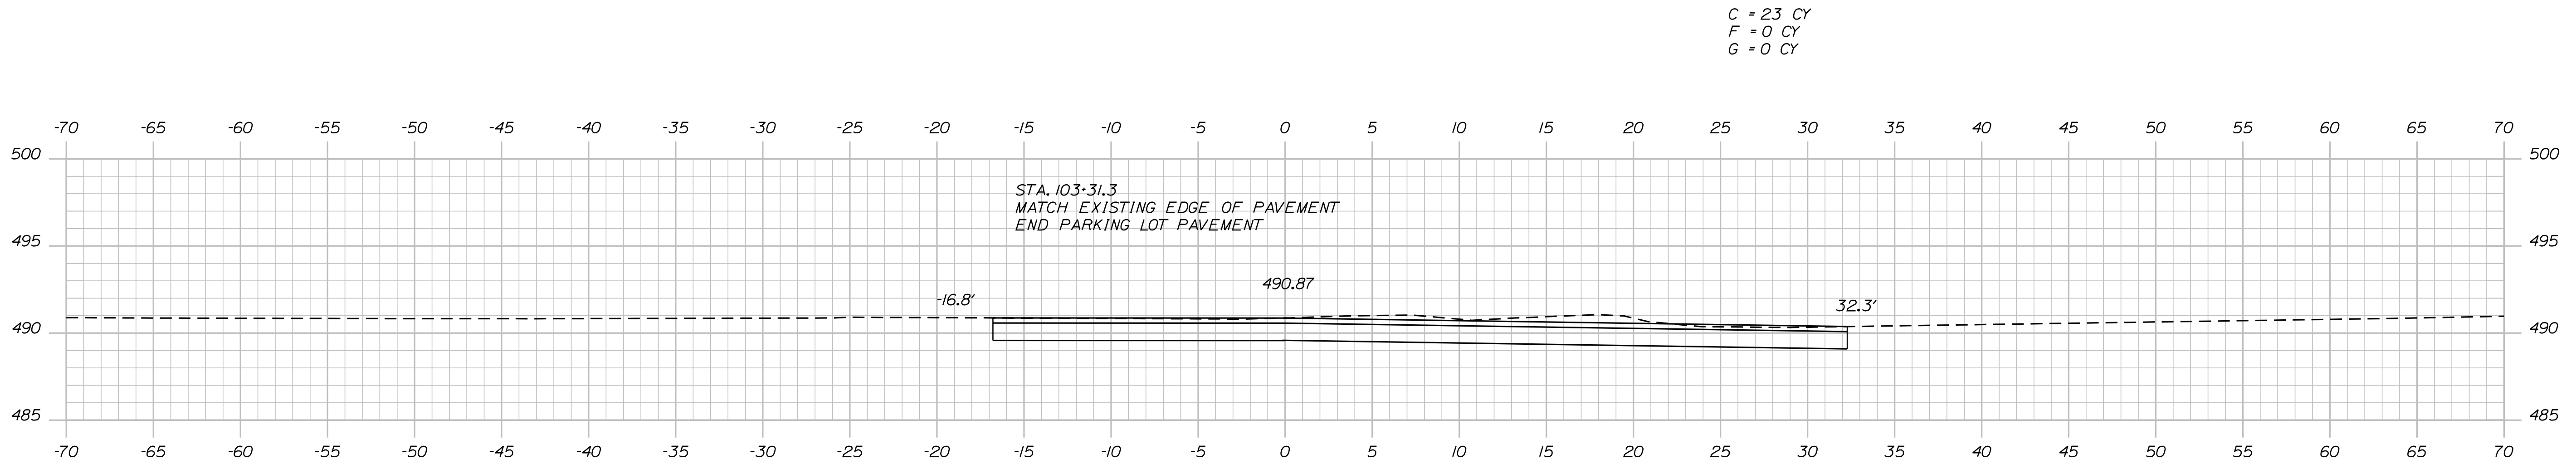 C = 23 CY
F = 0 CY
G = 0 CY
-70 -65 -60 -55 -50 -45 -40 -35 -30 -25 -20 -15 -10 -5 0 5 10 15 20 25 30 35 40 45 50 55 60 65 70
500 500
STA. 103+31.3
MATCH EXISTING EDGE OF PAVEMENT
END PARKING LOT PAVEMENT
495 495
490.87
-16.8' 32.3'
490 490
485 485
-70 -65 -60 -55 -50 -45 -40 -35 -30 -25 -20 -15 -10 -5 0 5 10 15 20 25 30 35 40 45 50 55 60 65 70